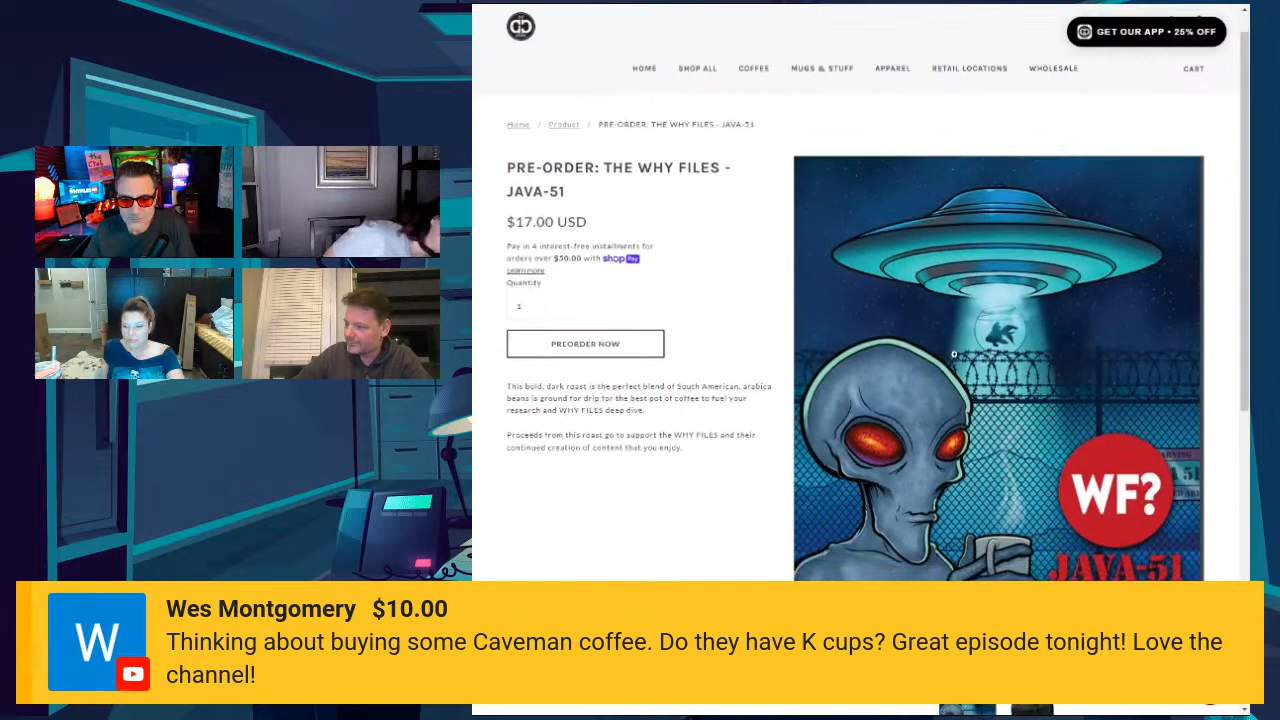 GET OUR APP • 25% OFF
HOME SHOP ALL COFFEE MUGS & STUFF APPAREL RETAIL LOCATIONS WHOLESALE CART
Home / Product / PRE-ORDER: THE WHY FILES - JAVA-51
PRE-ORDER: THE WHY FILES -
JAVA-51
$17.00 USD
Pay in 4 interest-free installments for
orders over $50.00 with shop Pay
Learn more
Quantity
1
PREORDER NOW
This bold, dark roast is the perfect blend of South American, arabica
beans is ground for drip for the best pot of coffee to fuel your
research and WHY FILES deep dive.
Proceeds from this roast go to support the WHY FILES and their
continued creation of content that you enjoy.
WF?
JAVA-51
Wes Montgomery $10.00
W
Thinking about buying some Caveman coffee. Do they have K cups? Great episode tonight! Love the
channel!